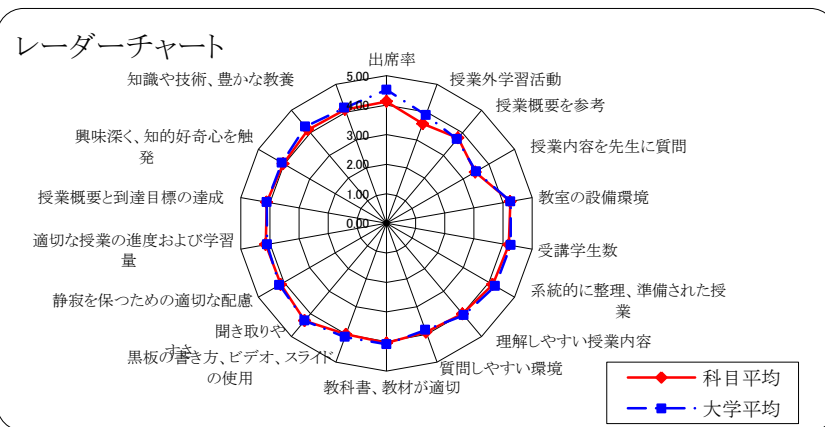 レーダーチャート
出席率
授業外学習活動
授業概要を参考
授業内容を先生に質問
教室の設備環境
受講学生数
系統的に整理、準備された授
業
理解しやすい授業内容
質問しやすい環境
教科書、教材が適切
黒板の書き方、ビデオ、スライド
の使用
聞き取りや
すさ
静寂を保つための適切な配慮
適切な授業の進度および学習
量
授業概要と到達目標の達成
興味深く、知的好奇心を触
発
知識や技術、豊かな教養
5.00
4.00
3.00
2.00
1.00
0.00
科目平均
大学平均